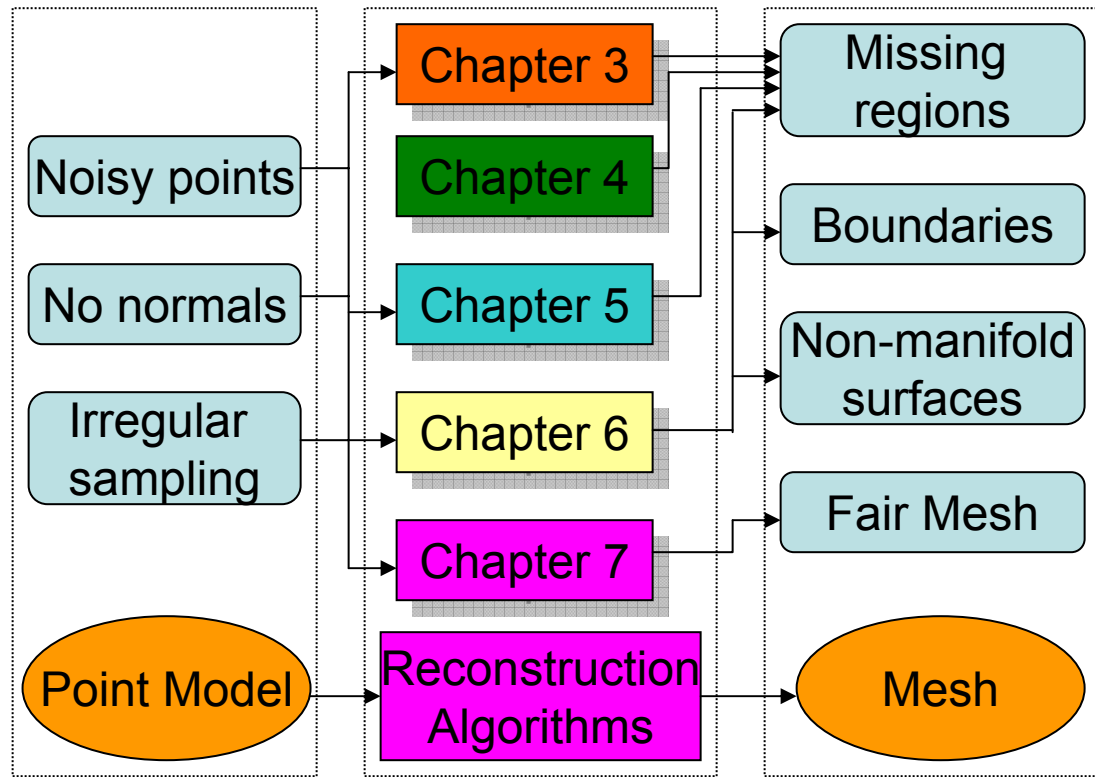 Noisy points
No normals
Irregular
sampling
Point Model
Chapter 3
Chapter 4
Chapter 5
Chapter 6
Chapter 7
Reconstruction
Algorithms
Missing
regions
Boundaries
Non-manifold
surfaces
Fair Mesh
Mesh